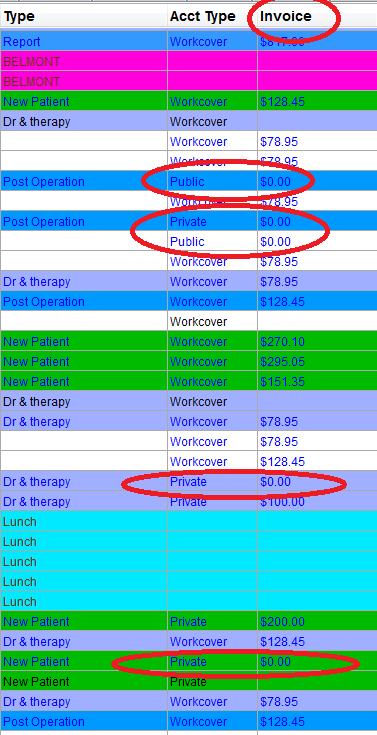 Type Acct Type Invoice
Report Workcover
BELMONT
BELMONT
New Patient Workcover $128.45
Dr & therapy Workcover
Workcover $78.95
Workcover $78.95
Post Operation Public $0.00
Workcover $78.95
Post Operation Private $0.00
Public $0.00
Workcover $78.95
Dr & therapy Workcover $78.95
Post Operation Workcover $128.45
Workcover
New Patient Workcover $270.10
New Patient Workcover $295.05
New Patient Workcover $151.35
Dr & therapy Workcover
Dr & therapy Workcover $78.95
Workcover $78.95
Workcover $128.45
Dr & therapy Private $0.00
Dr & therapy Private $100.00
Lunch
Lunch
Lunch
Lunch
Lunch
New Patient Private $200.00
Dr & therapy Workcover $128.45
New Patient Private $0.00
New Patient Private
Dr & therapy Workcover $78.95
Post Operation Workcover $128.45